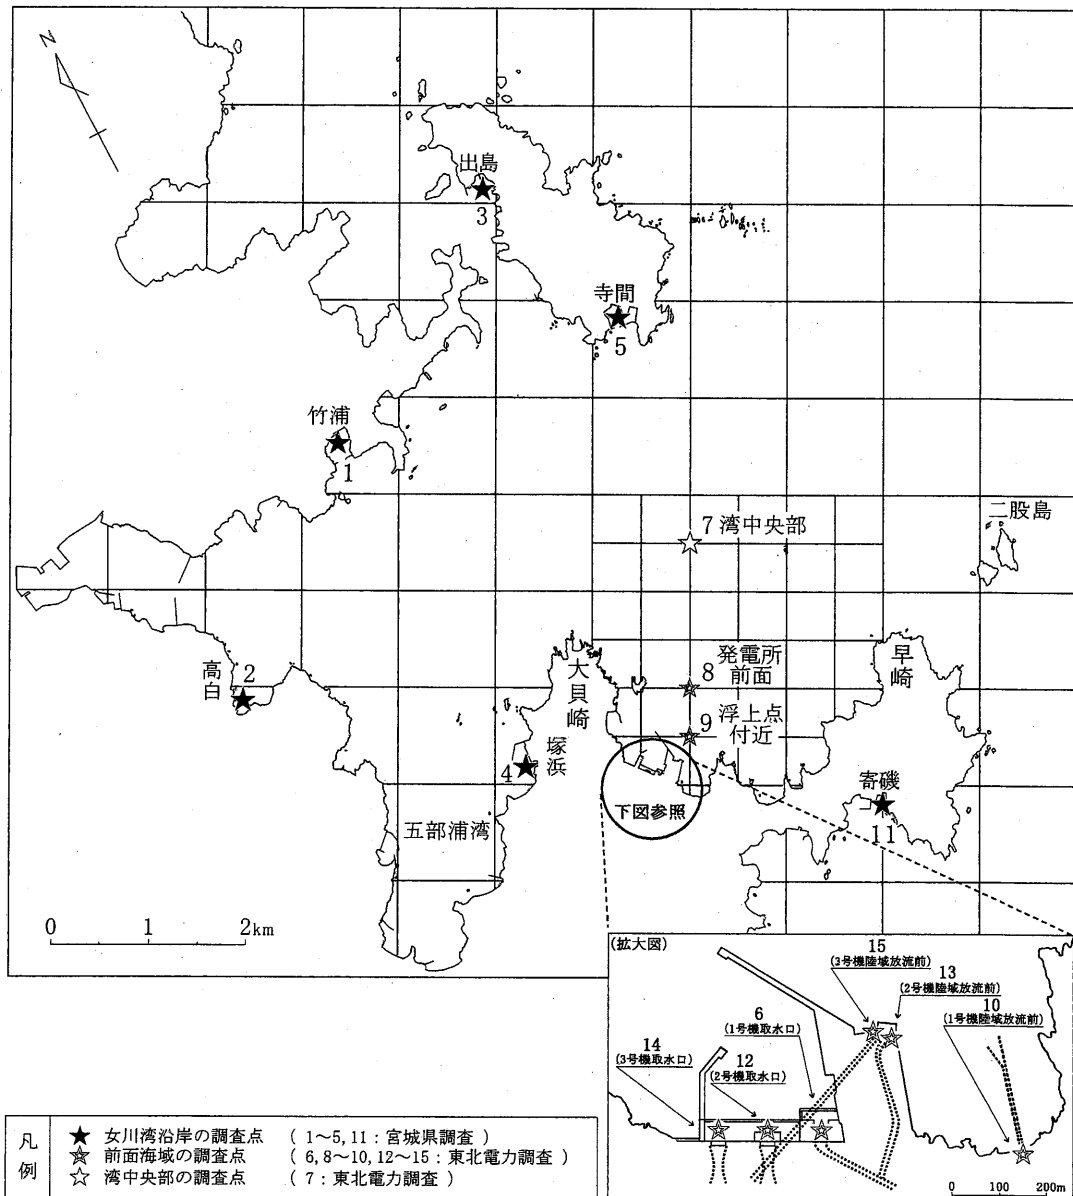 N
出島
3
寺間
5
竹浦
1
二股島
7 湾中央部
高白
2
大貝崎
8
発電所
前面
早崎
9
浮上点
付近
塚浜
4
寄磯
11
下図参照
五部浦湾
0 1 2km
(拡大図)
15
(3号機陸域放流前)
13
(2号機陸域放流前)
10
(1号機陸域放流前)
6
(1号機取水口)
14
(3号機取水口)
12
(2号機取水口)
0 100 200m
凡例
★ 女川湾沿岸の調査点 ( 1~5, 11 : 宮城県調査 )
前面海域の調査点 ( 6, 8~10, 12~15 : 東北電力調査 )
☆ 湾中央部の調査点 ( 7 : 東北電力調査 )